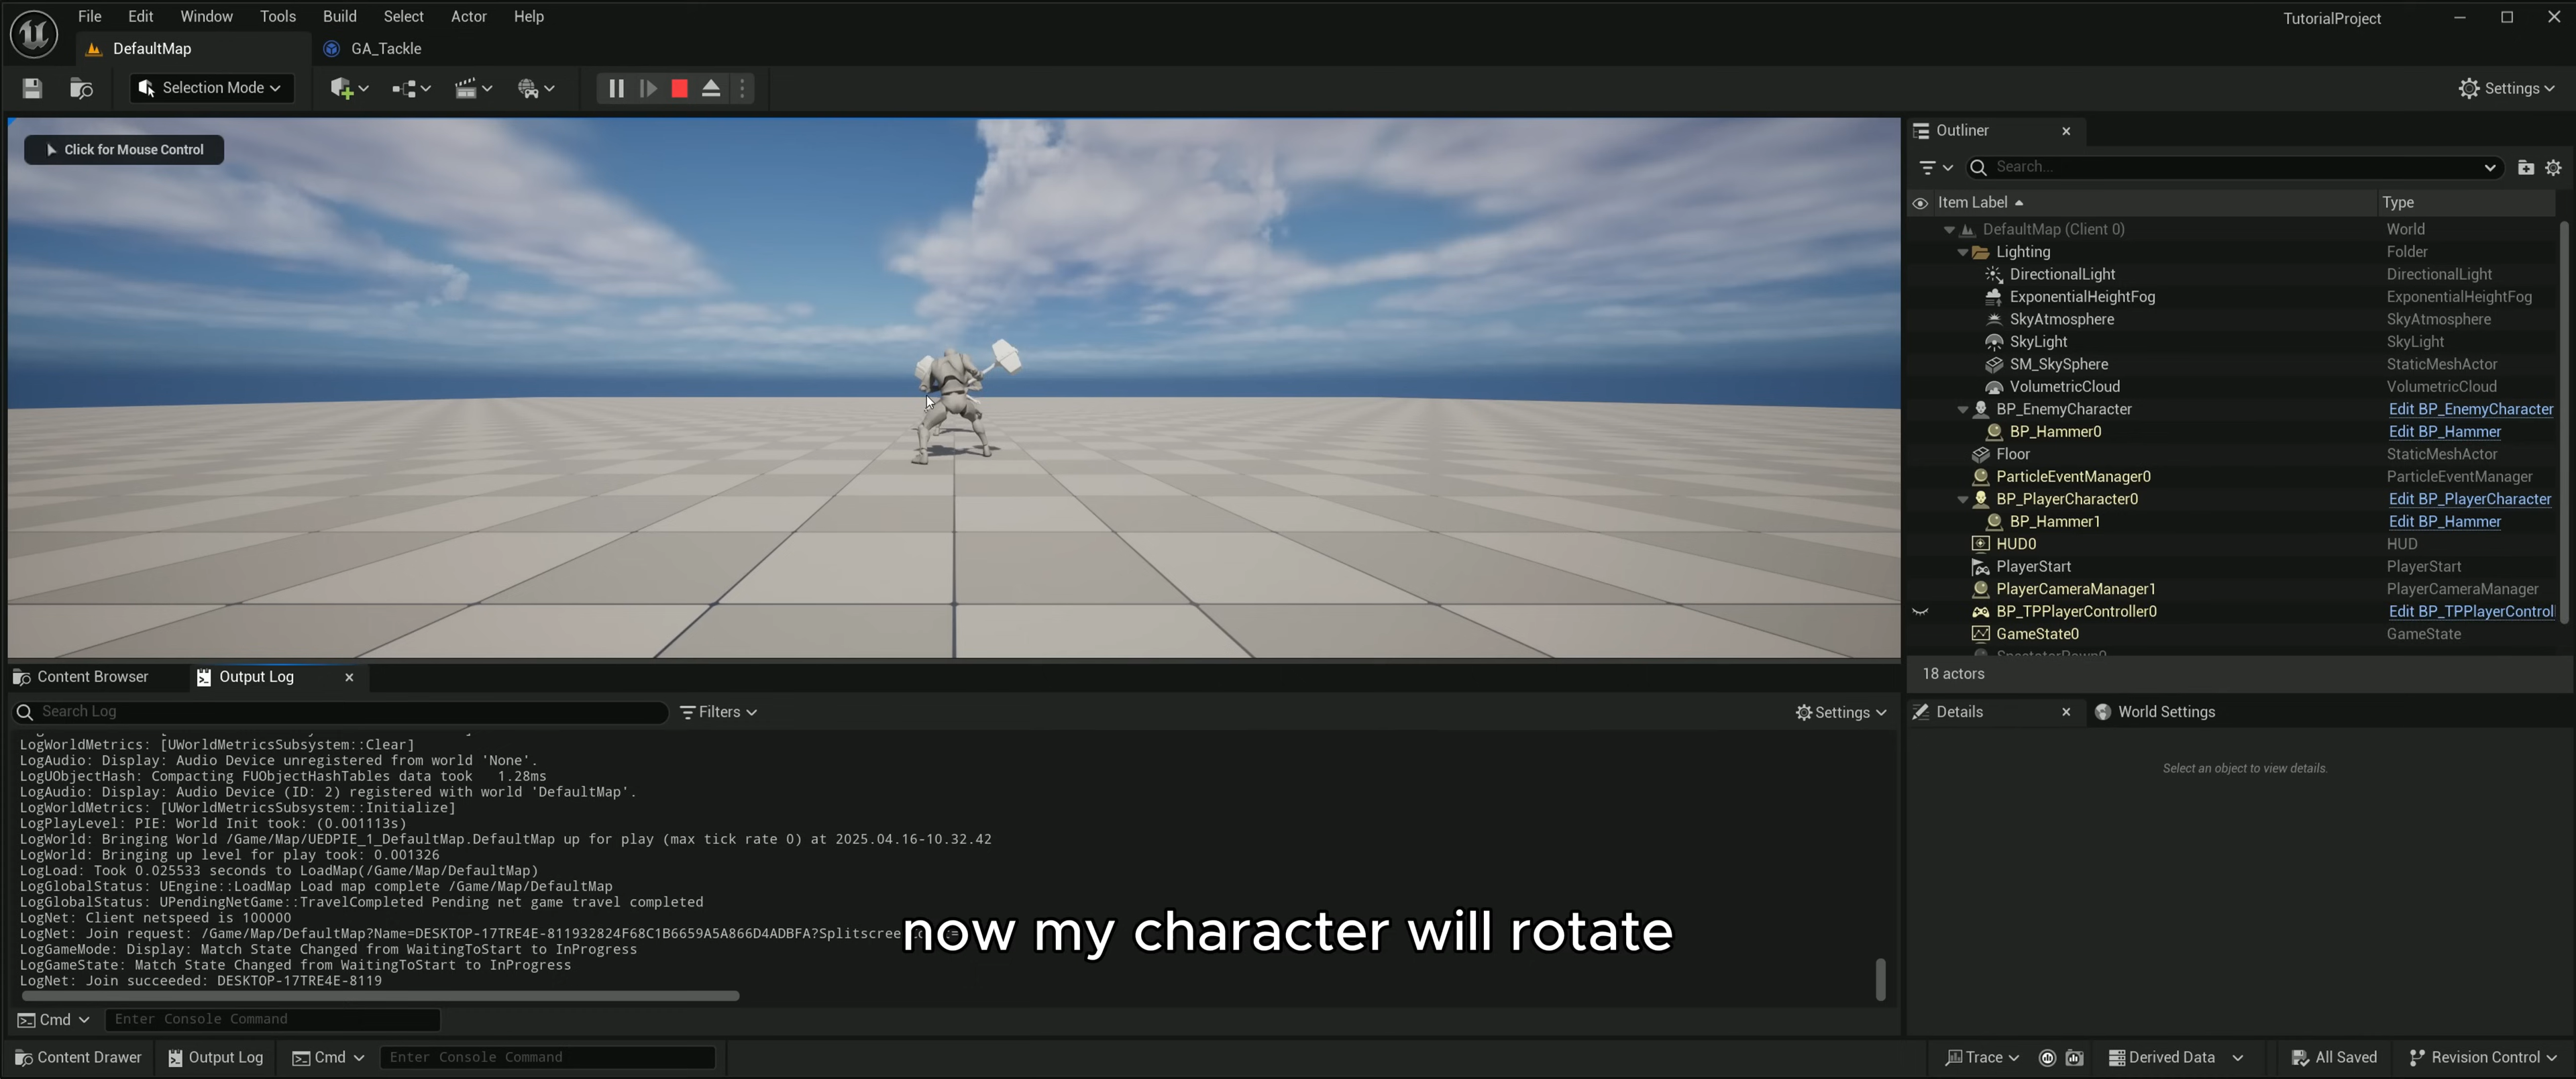 File Edit Window Tools Build Select Actor Help
TutorialProject
DefaultMap
GA_Tackle
Selection Mode
Settings
Click for Mouse Control
Outliner
Search...
Item Label
Type
DefaultMap (Client 0) World
Lighting Folder
DirectionalLight DirectionalLight
ExponentialHeightFog ExponentialHeightFog
SkyAtmosphere SkyAtmosphere
SkyLight SkyLight
SM_SkySphere StaticMeshActor
VolumetricCloud VolumetricCloud
BP_EnemyCharacter Edit BP_EnemyCharacter
BP_Hammer0 Edit BP_Hammer
Floor StaticMeshActor
ParticleEventManager0 ParticleEventManager
BP_PlayerCharacter0 Edit BP_PlayerCharacter
BP_Hammer1 Edit BP_Hammer
HUD0 HUD
PlayerStart PlayerStart
PlayerCameraManager1 PlayerCameraManager
BP_TPPlayerController0 Edit BP_TPPlayerControl
GameState0 GameState
18 actors
Content Browser
Output Log
Search Log
Filters
Settings
LogWorldMetrics: [UWorldMetricsSubsystem::Clear]
LogAudio: Display: Audio Device unregistered from world 'None'.
LogUObjectHash: Compacting FUObjectHashTables data took 1.28ms
LogAudio: Display: Audio Device (ID: 2) registered with world 'DefaultMap'.
LogWorldMetrics: [UWorldMetricsSubsystem::Initialize]
LogPlayLevel: PIE: World Init took: (0.001113s)
LogWorld: Bringing World /Game/Map/UEDPIE_1_DefaultMap.DefaultMap up for play (max tick rate 0) at 2025.04.16-10.32.42
LogWorld: Bringing up level for play took: 0.001326
LogLoad: Took 0.025533 seconds to LoadMap(/Game/Map/DefaultMap)
LogGlobalStatus: UEngine::LoadMap Load map complete /Game/Map/DefaultMap
LogGlobalStatus: UPendingNetGame::TravelCompleted Pending net game travel completed
LogNet: Client netspeed is 100000
LogNet: Join request: /Game/Map/DefaultMap?Name=DESKTOP-17TRE4E-811932824F68C1B6659A5A866D4ADBFA?Splitscree
LogGameMode: Display: Match State Changed from WaitingToStart to InProgress
LogGameState: Match State Changed from WaitingToStart to InProgress
LogNet: Join succeeded: DESKTOP-17TRE4E-8119
now my character will rotate
Cmd
Enter Console Command
Details
World Settings
Select an object to view details.
Content Drawer
Output Log
Cmd
Enter Console Command
Trace
Derived Data
All Saved
Revision Control